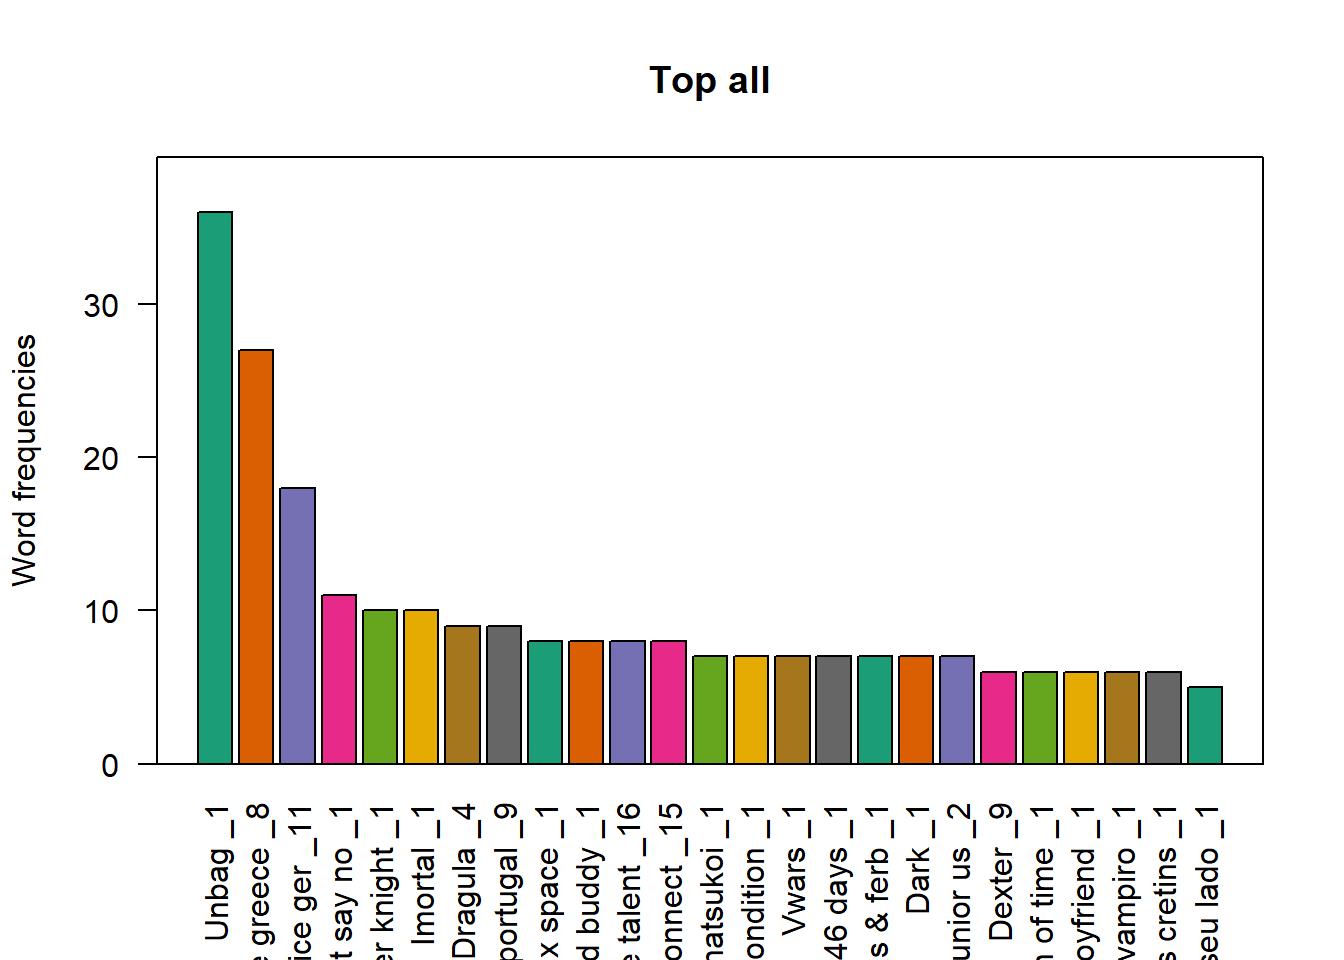 Top all
Word frequencies
30
20
10
0
Unbag _1
greece _8
ger _11
say no _1
knight _1
Imortal _1
Dragula _4
portugal _9
x space _1
buddy _1
talent _16
onnect _15
natsukoi _1
ondition _1
Vwars _1
46 days _1
s & ferb _1
Dark _1
unior us _2
Dexter _9
of time _1
oyfriend _1
vampiro _1
s cretins _1
seu lado _1